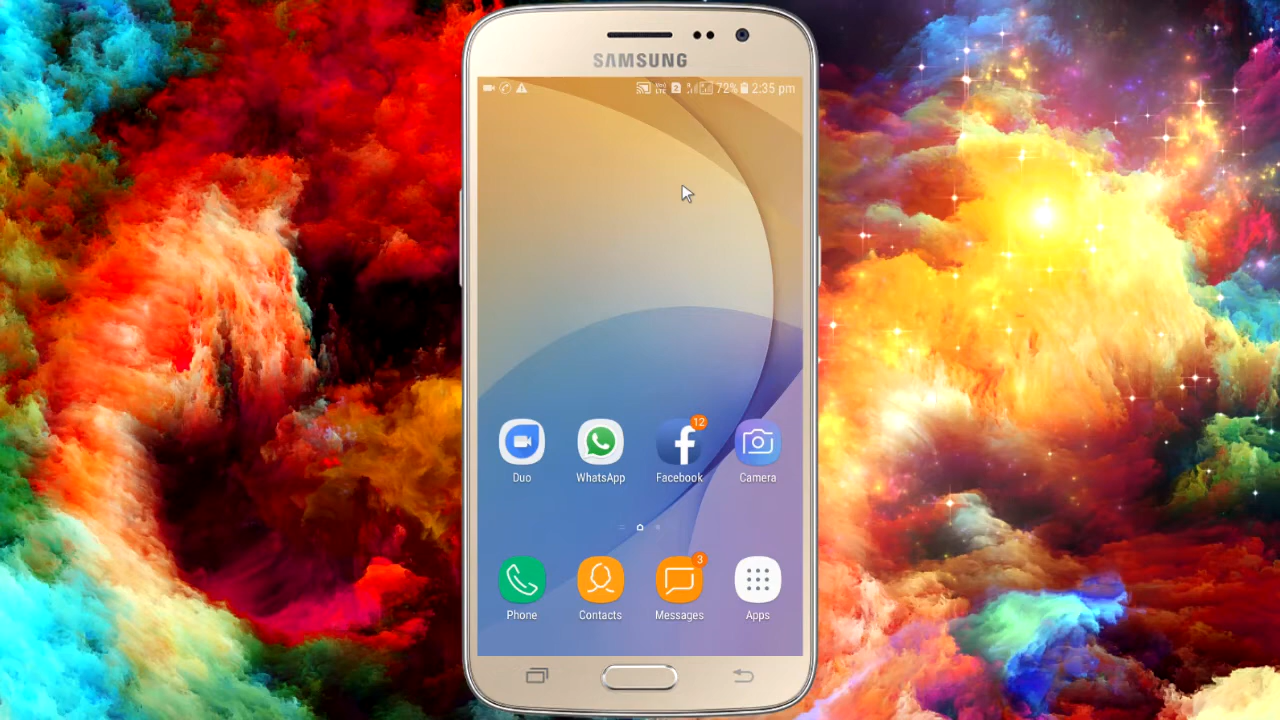 SAMSUNG
72% 2:35 pm
12
Duo WhatsApp Facebook Camera
3
Phone Contacts Messages Apps